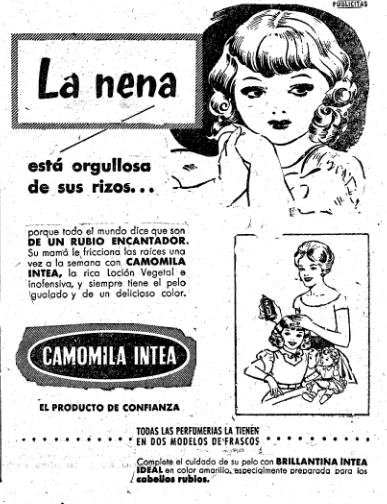 PUBLICITAS
La nena
está orgullosa
de sus rizos...
porque todo el mundo dice que son
DE UN RUBIO ENCANTADOR.
Su mamá le fricciona las raíces una
vez a la semana con CAMOMILA
INTEA, la rica Loción Vegetal e
inofensiva, y siempre tiene el pelo
igualado y de un delicioso color.
CAMOMILA INTEA
EL PRODUCTO DE CONFIANZA
TODAS LAS PERFUMERIAS LA TIENEN
EN DOS MODELOS DE FRASCOS
Complete el cuidado de su pelo con BRILLANTINA INTEA
IDEAL en color amarillo, especialmente preparada para los
cabellos rubios.